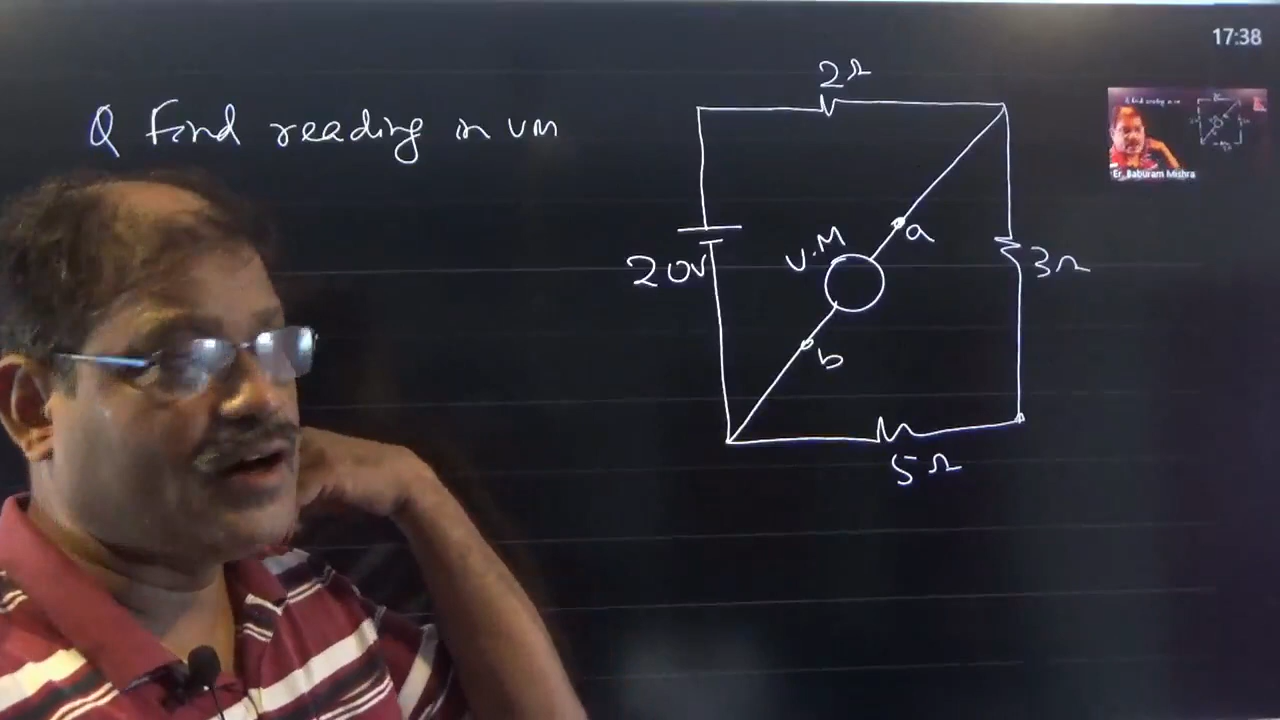 17:38
2Ω
Q Find reading in VM
Er. Baburam Mishra
a
V.M
20V
3Ω
b
5Ω